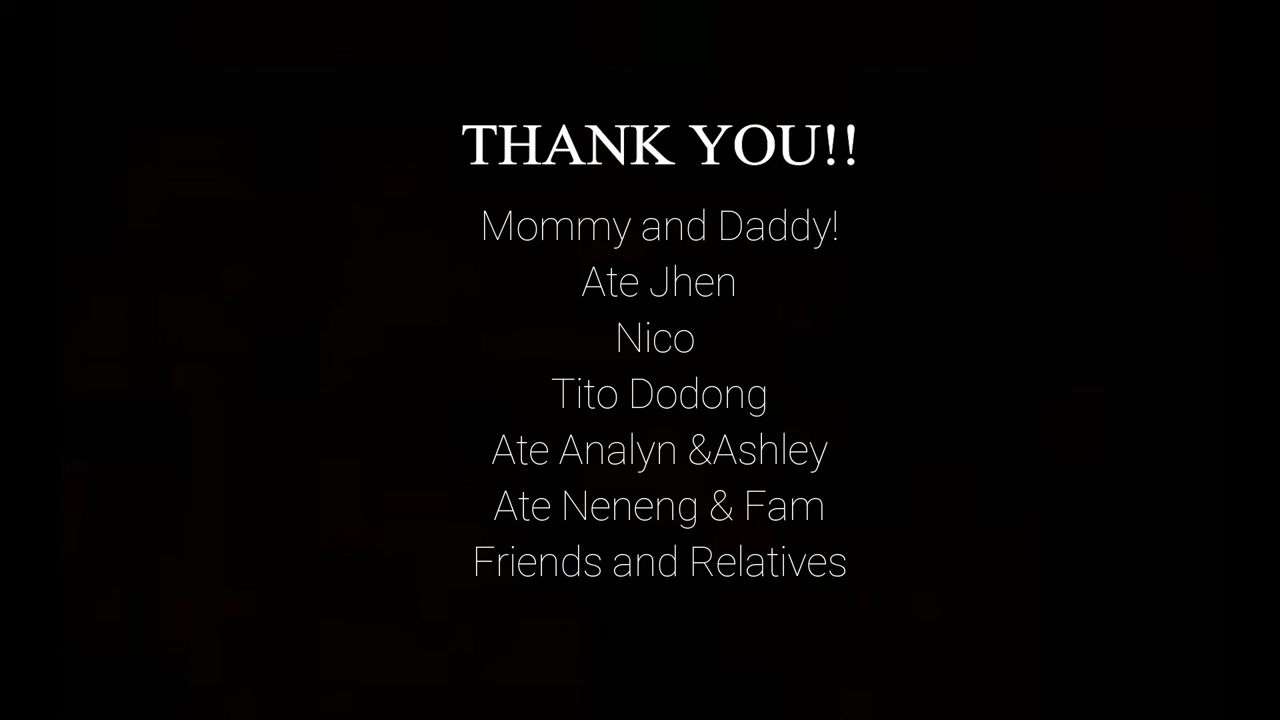 THANK YOU!!
Mommy and Daddy!
Ate Jhen
Nico
Tito Dodong
Ate Analyn &Ashley
Ate Neneng & Fam
Friends and Relatives